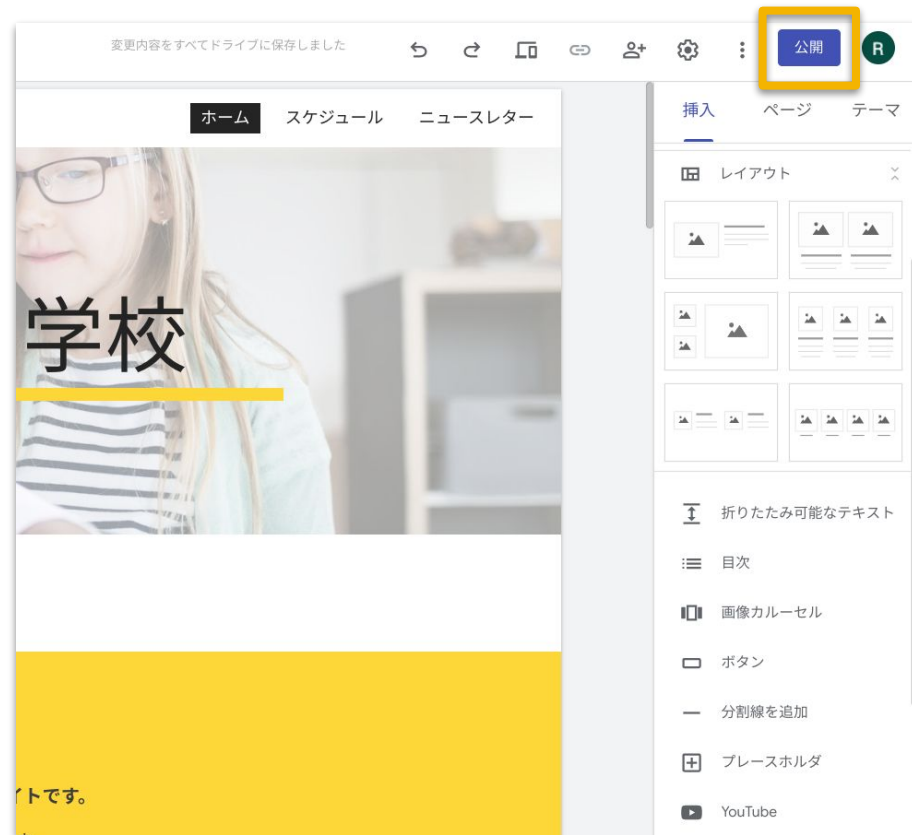 変更内容をすべてドライブに保存しました
公開
R
ホーム スケジュール ニュースレター
挿入 ページ テーマ
レイアウト
学校
折りたたみ可能なテキスト
目次
画像カルーセル
ボタン
分割線を追加
プレースホルダ
YouTube
イトです。